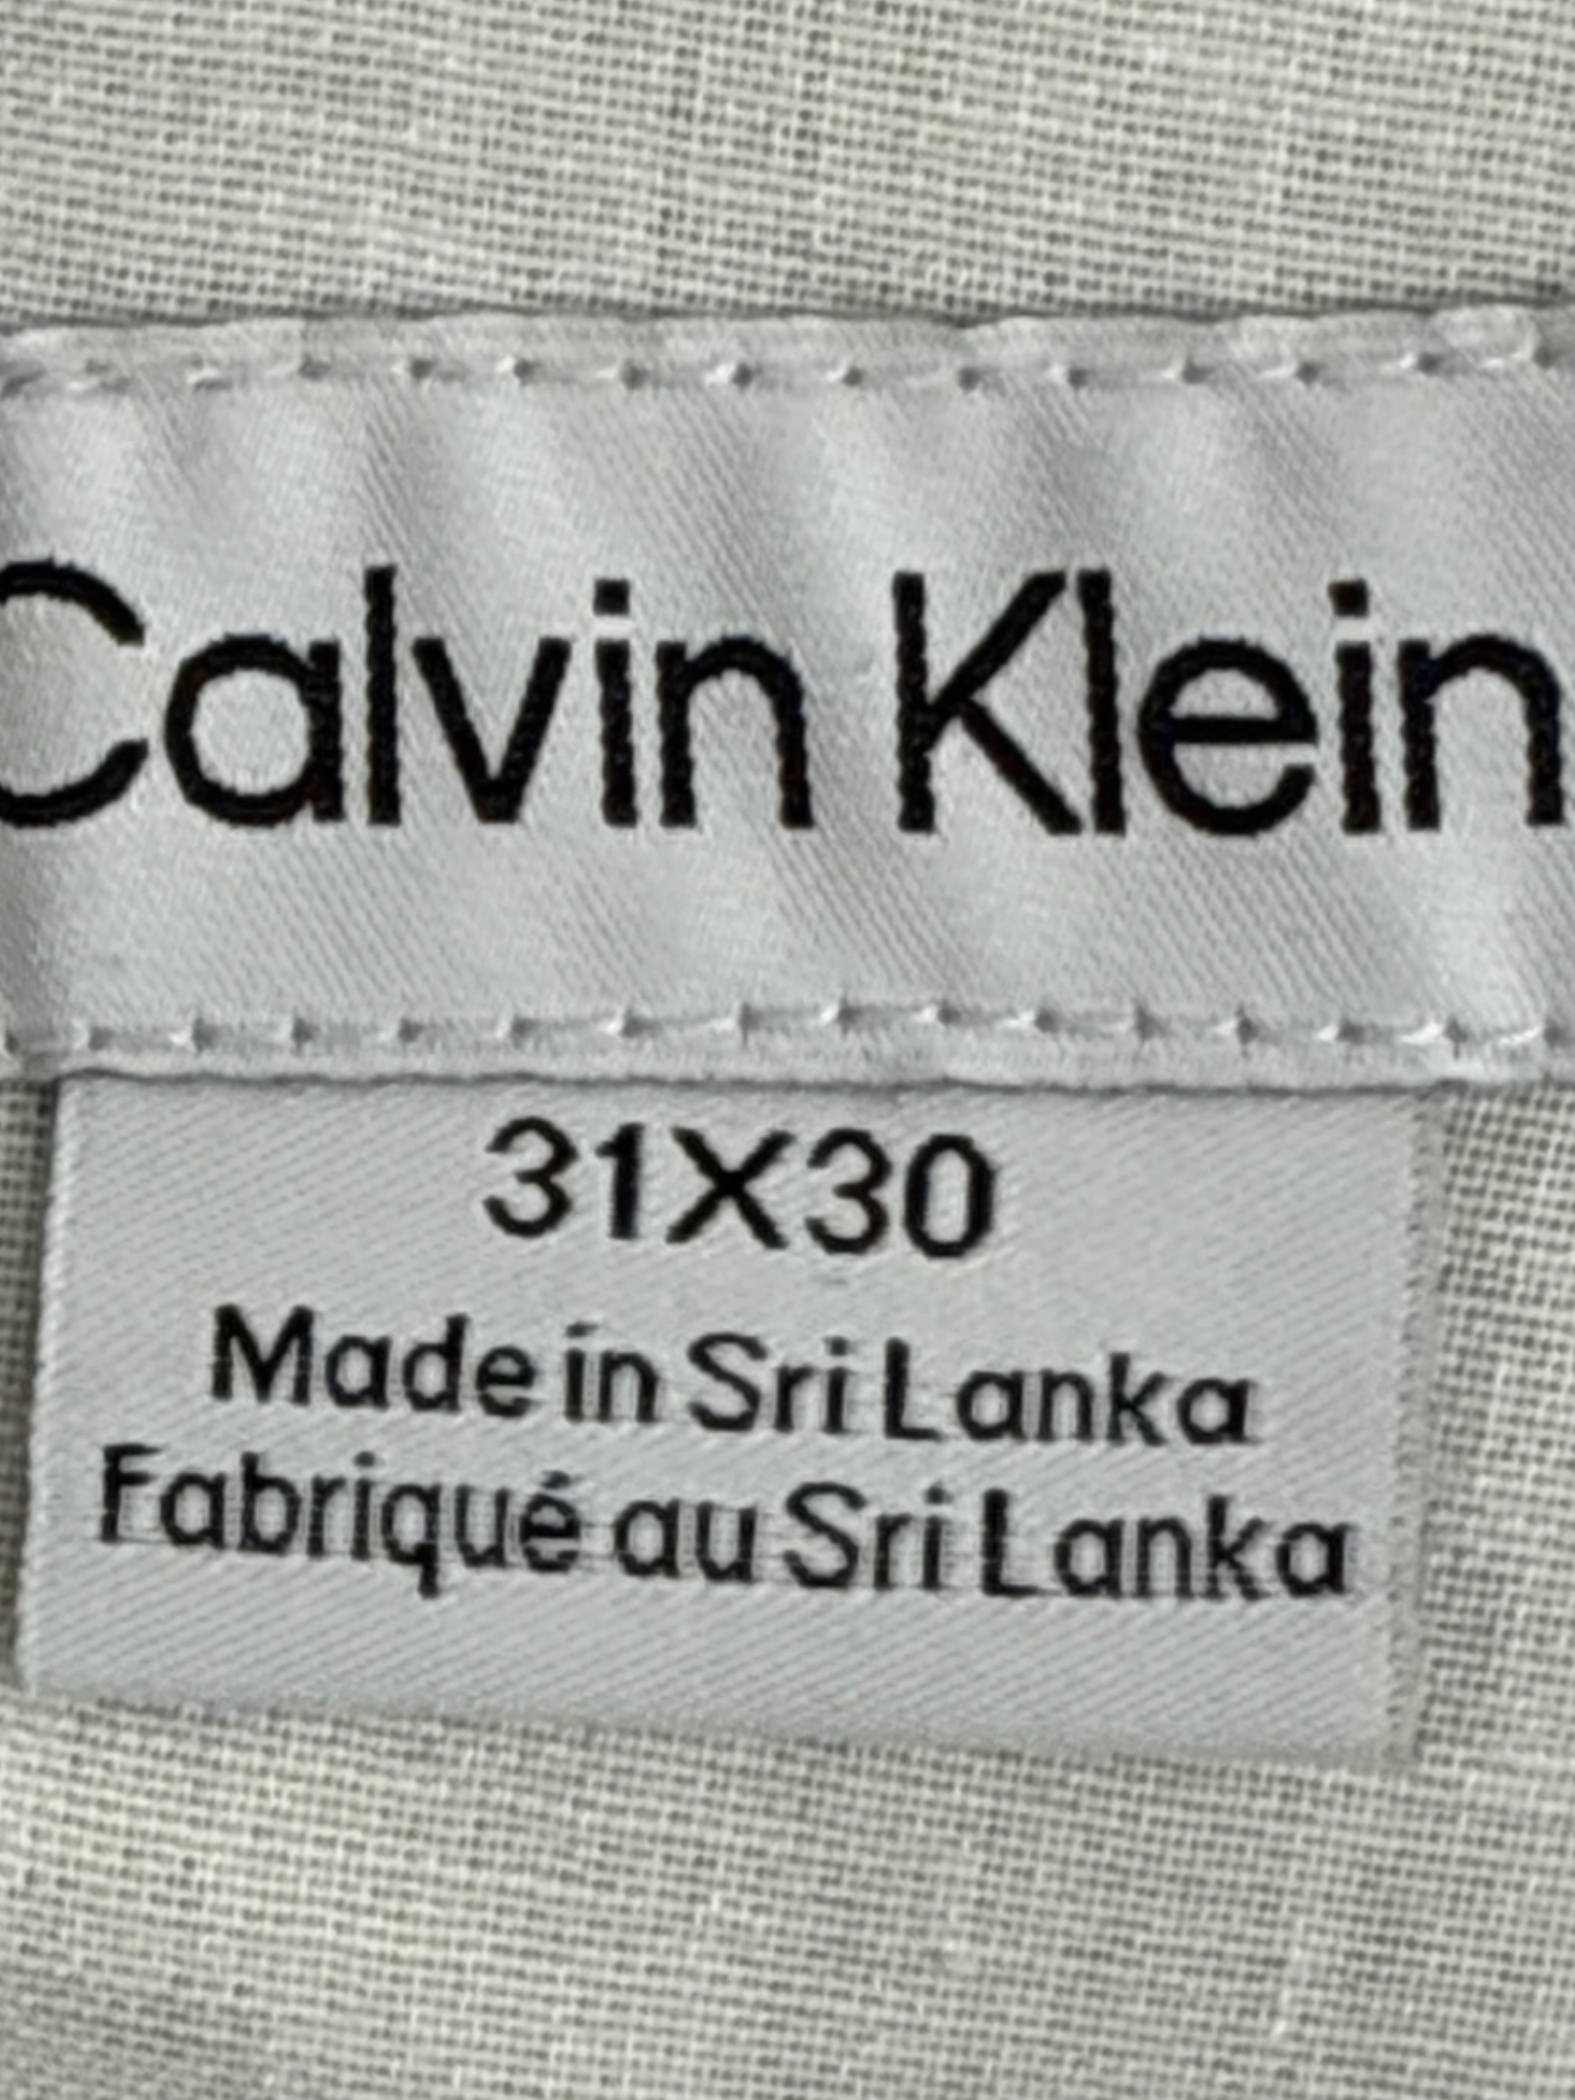 Calvin Klein
31X30
Made in Sri Lanka
Fabriqué au Sri Lanka